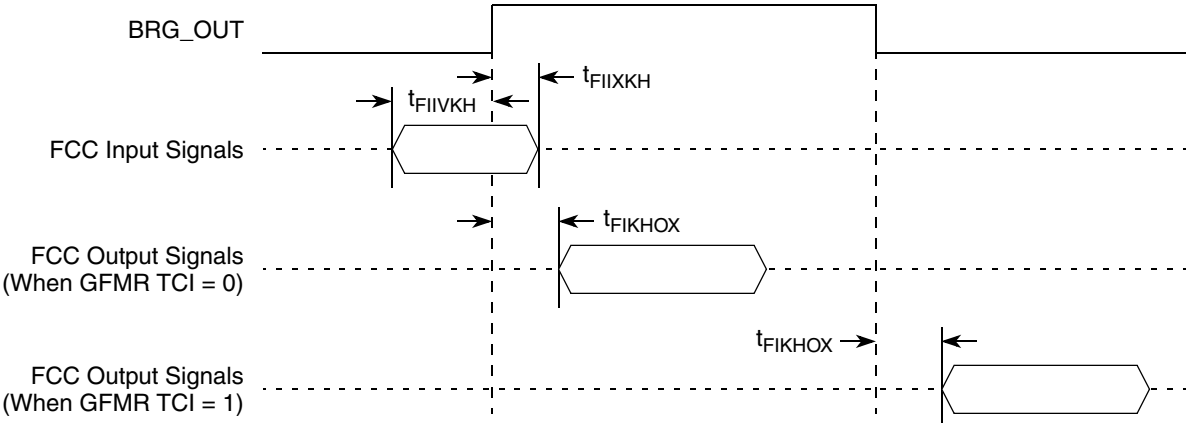 BRG_OUT
tFIIXKH
tFIIVKH
FCC Input Signals
tFIKHOX
FCC Output Signals
(When GFMR TCI = 0)
tFIKHOX
FCC Output Signals
(When GFMR TCI = 1)